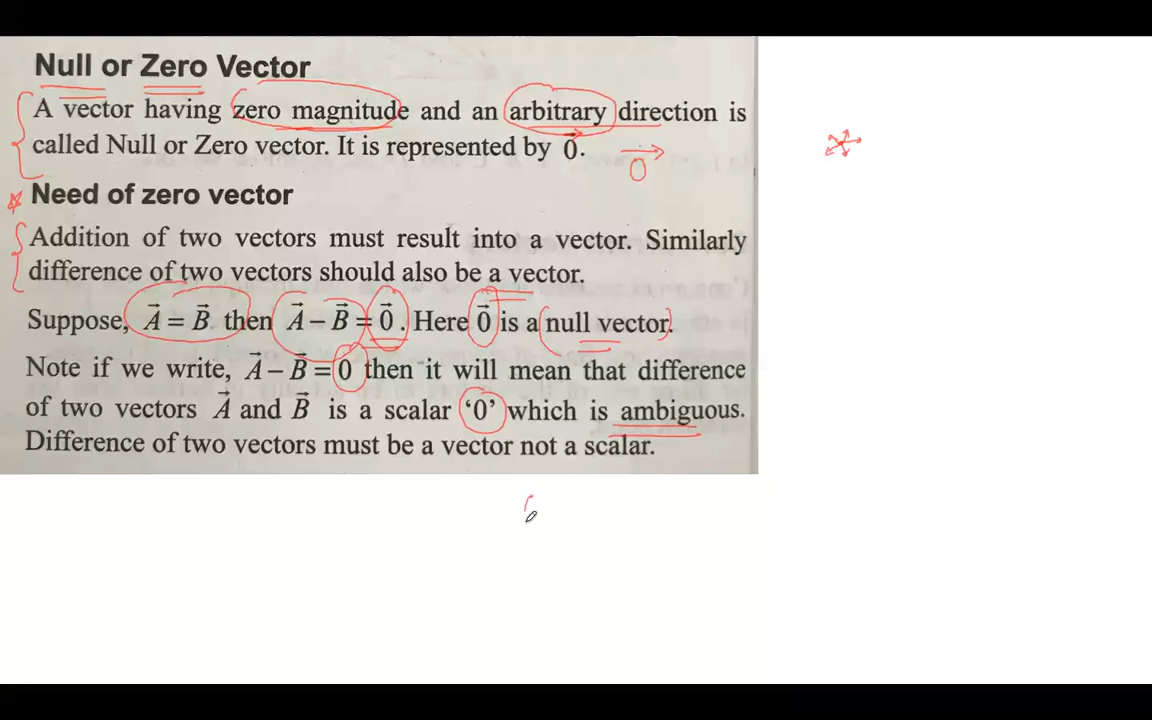 Null or Zero Vector
A vector having zero magnitude and an arbitrary direction is
called Null or Zero vector. It is represented by 0⃗.
0⃗
Need of zero vector
Addition of two vectors must result into a vector. Similarly
difference of two vectors should also be a vector.
Suppose, A⃗ = B⃗. then A⃗ − B⃗ = 0⃗. Here 0⃗ is a null vector.
Note if we write, A⃗ − B⃗ = 0 then it will mean that difference
of two vectors A⃗ and B⃗ is a scalar ‘0’ which is ambiguous.
Difference of two vectors must be a vector not a scalar.